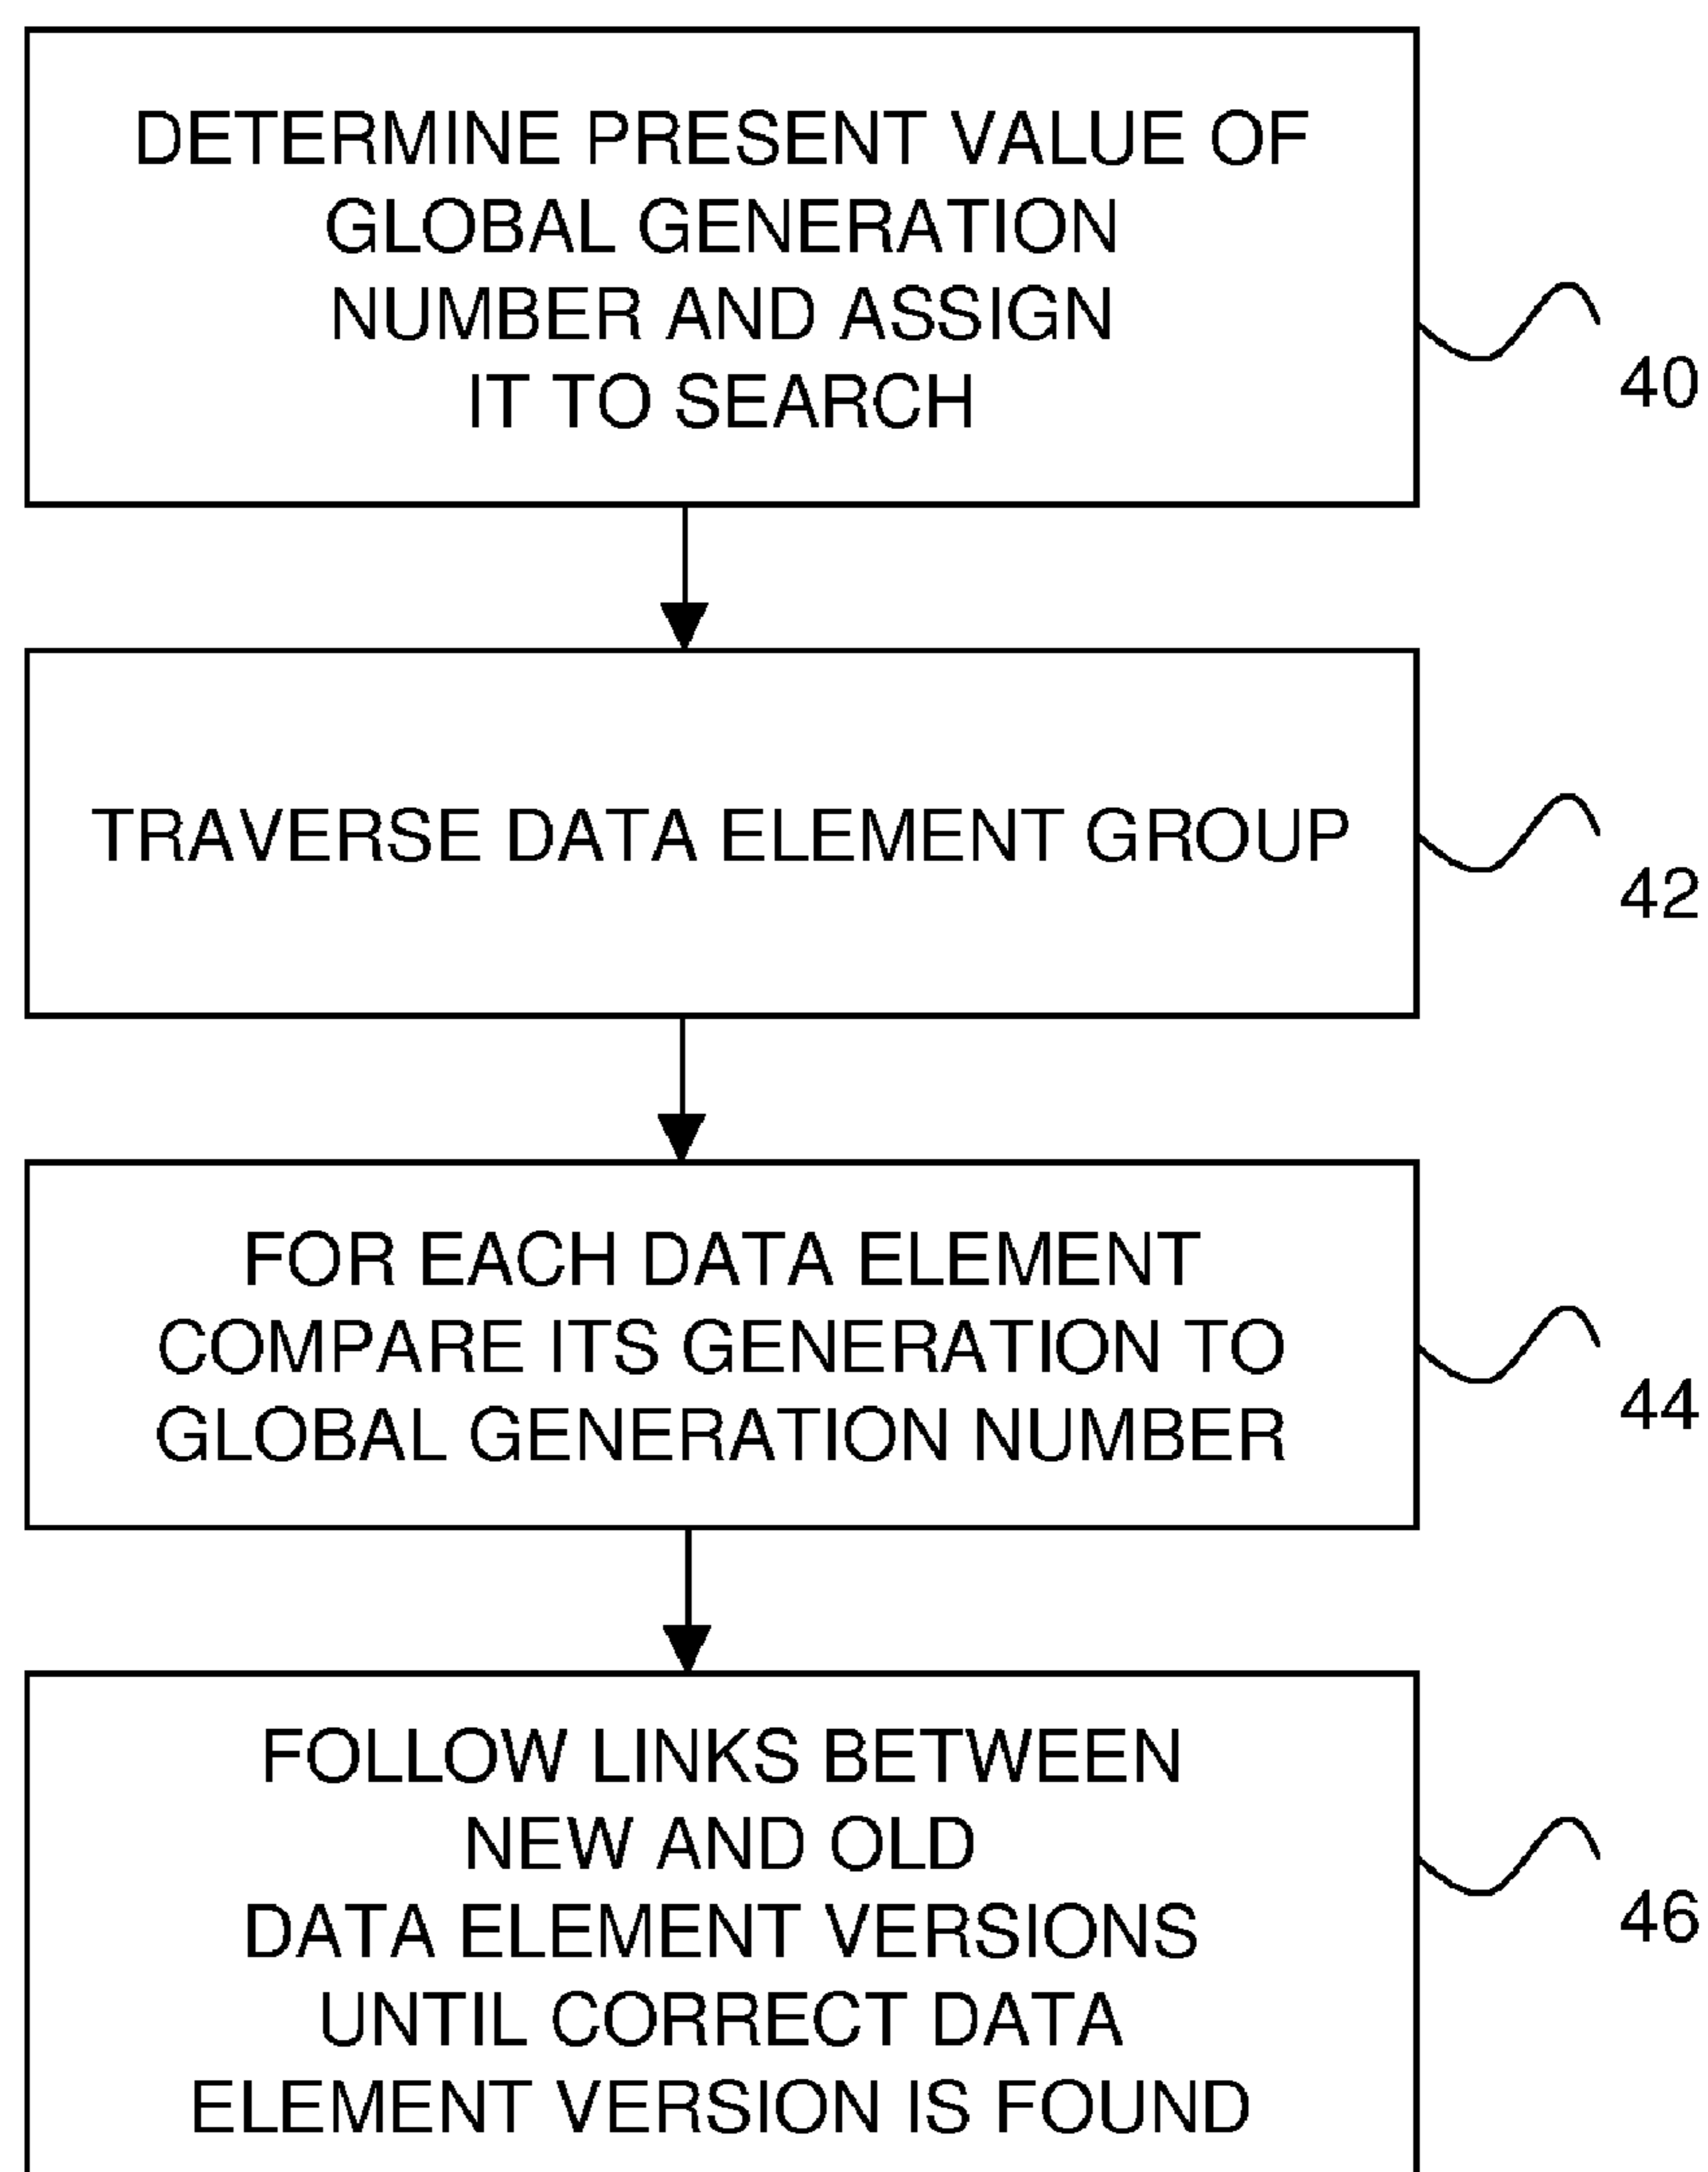 DETERMINE PRESENT VALUE OF
GLOBAL GENERATION
NUMBER AND ASSIGN
IT TO SEARCH
40
TRAVERSE DATA ELEMENT GROUP
42
FOR EACH DATA ELEMENT
COMPARE ITS GENERATION TO
GLOBAL GENERATION NUMBER
44
FOLLOW LINKS BETWEEN
NEW AND OLD
DATA ELEMENT VERSIONS
UNTIL CORRECT DATA
ELEMENT VERSION IS FOUND
46